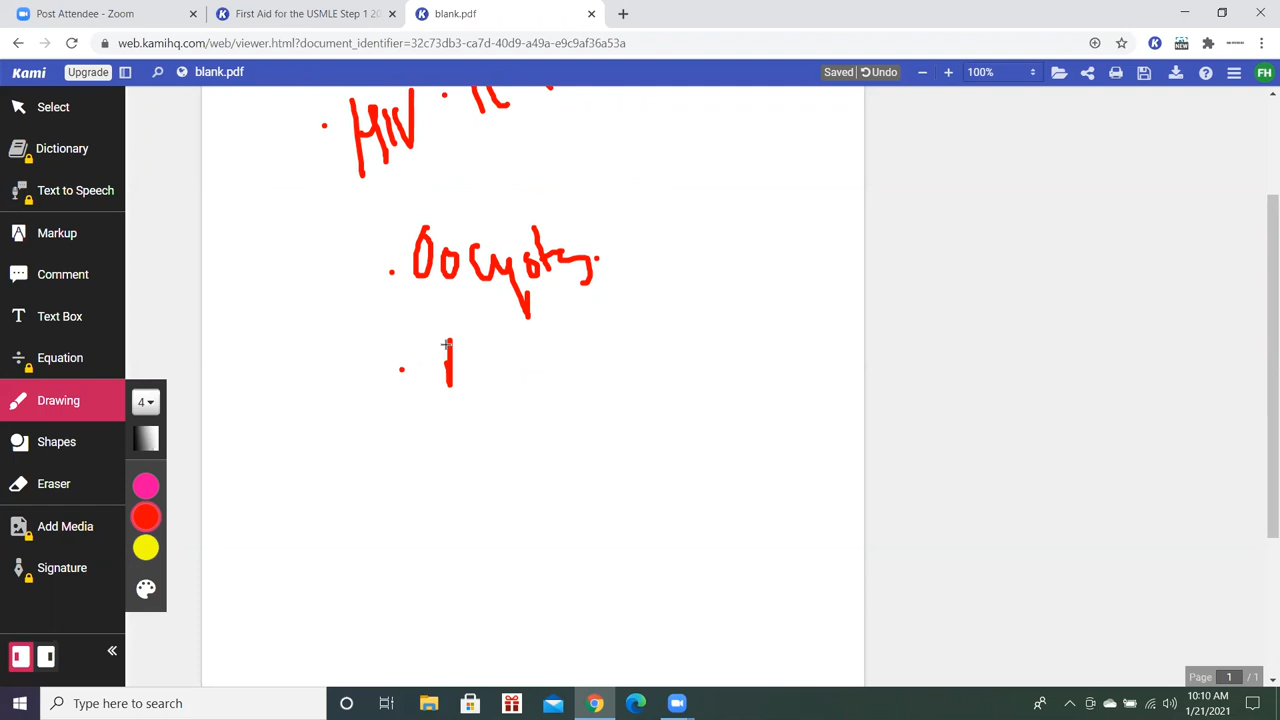 Post Attendee - Zoom
First Aid for the USMLE Step 1 20
blank.pdf
web.kamihq.com/web/viewer.html?document_identifier=32c73db3-ca7d-40d9-a49a-e9c9af36a53a
NEW
Kami
Upgrade
blank.pdf
Saved
Undo
100%
FH
Select
Dictionary
Text to Speech
Markup
Comment
Text Box
Equation
Drawing
4
Shapes
Eraser
Add Media
Signature
. HIV
. Oocytes.
Page 1 / 1
Type here to search
10:10 AM
1/21/2021